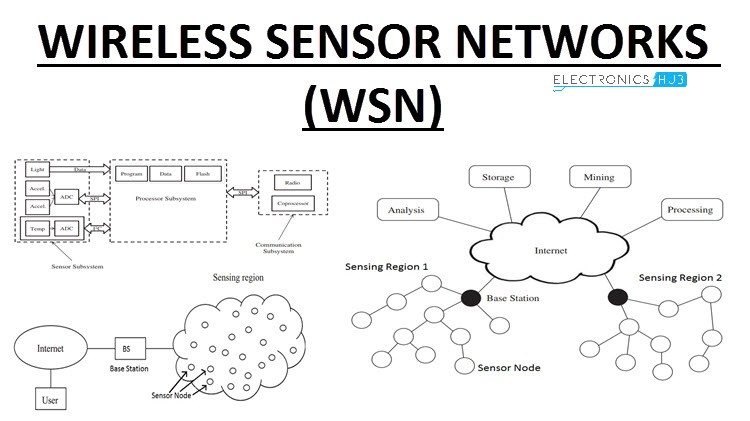 WIRELESS SENSOR NETWORKS
(WSN)
ELECTRONICS HUB
Light
Data
Accel.
Accel.
ADC
SPI
Temp
ADC
I2C
Sensor Subsystem
Program
Data
Flash
Processor Subsystem
SPI
Radio
Coprocessor
Communication
Subsystem
Sensing region
Internet
BS
Base Station
User
Sensor Node
Storage
Mining
Analysis
Processing
Internet
Sensing Region 1
Sensing Region 2
Base Station
Sensor Node